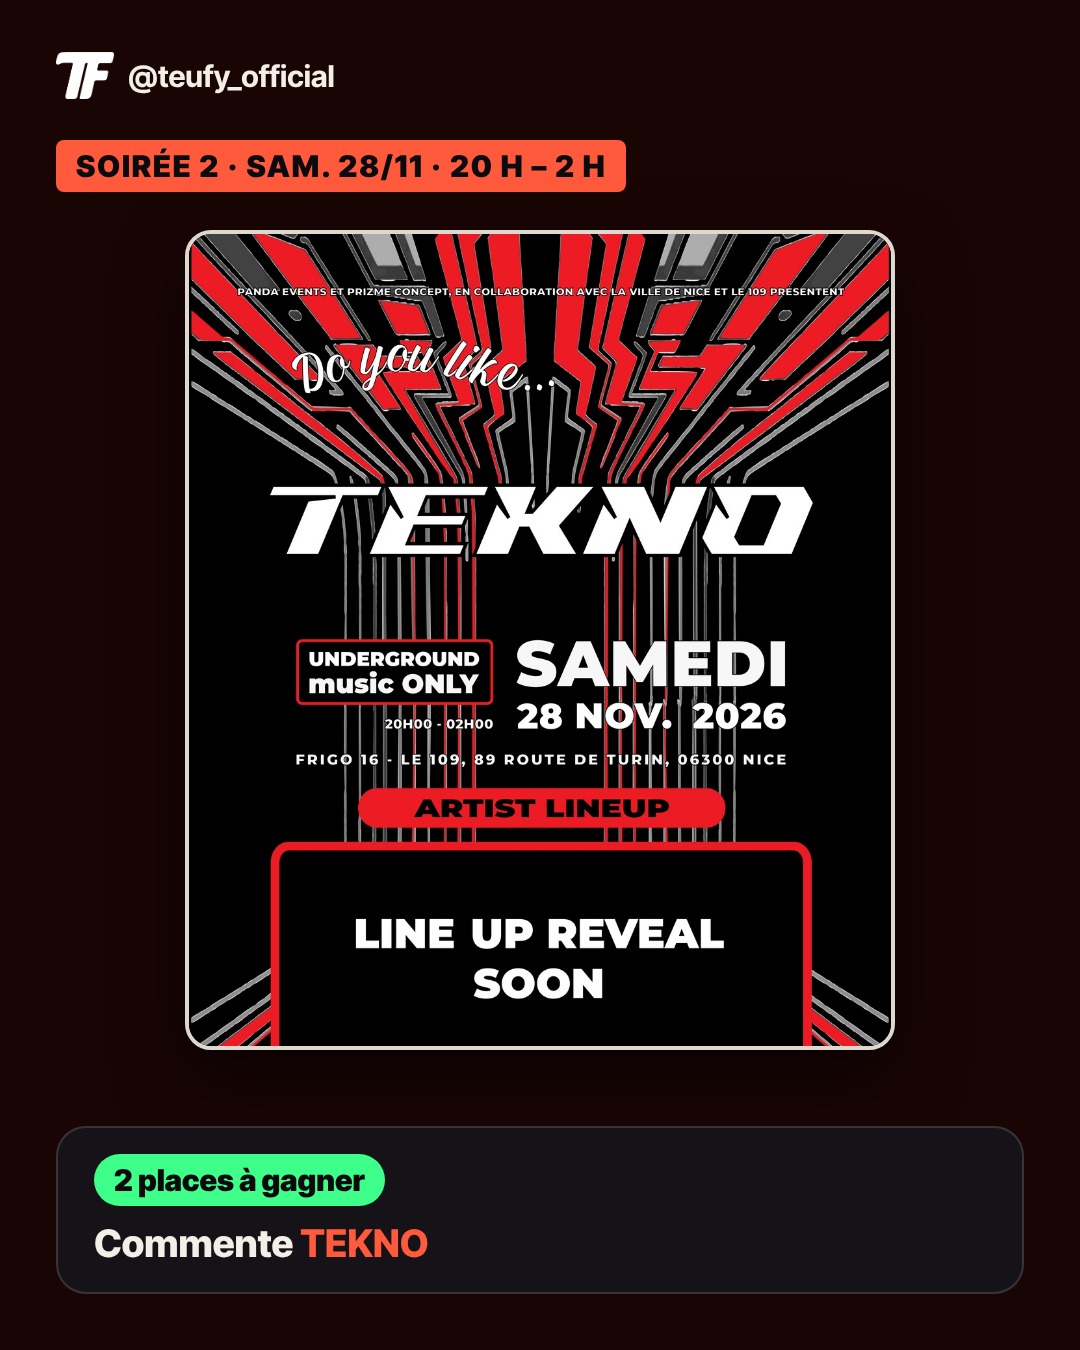 TF @teufy_official
SOIRÉE 2 · SAM. 28/11 · 20 H – 2 H
PANDA EVENTS ET PRIZME CONCEPT, EN COLLABORATION AVEC LA VILLE DE NICE ET LE 109 PRÉSENTENT
Do you like...
TEKNO
UNDERGROUND
music ONLY
20H00 - 02H00
SAMEDI
28 NOV. 2026
FRIGO 16 - LE 109, 89 ROUTE DE TURIN, 06300 NICE
ARTIST LINEUP
LINE UP REVEAL
SOON
2 places à gagner
Commente TEKNO